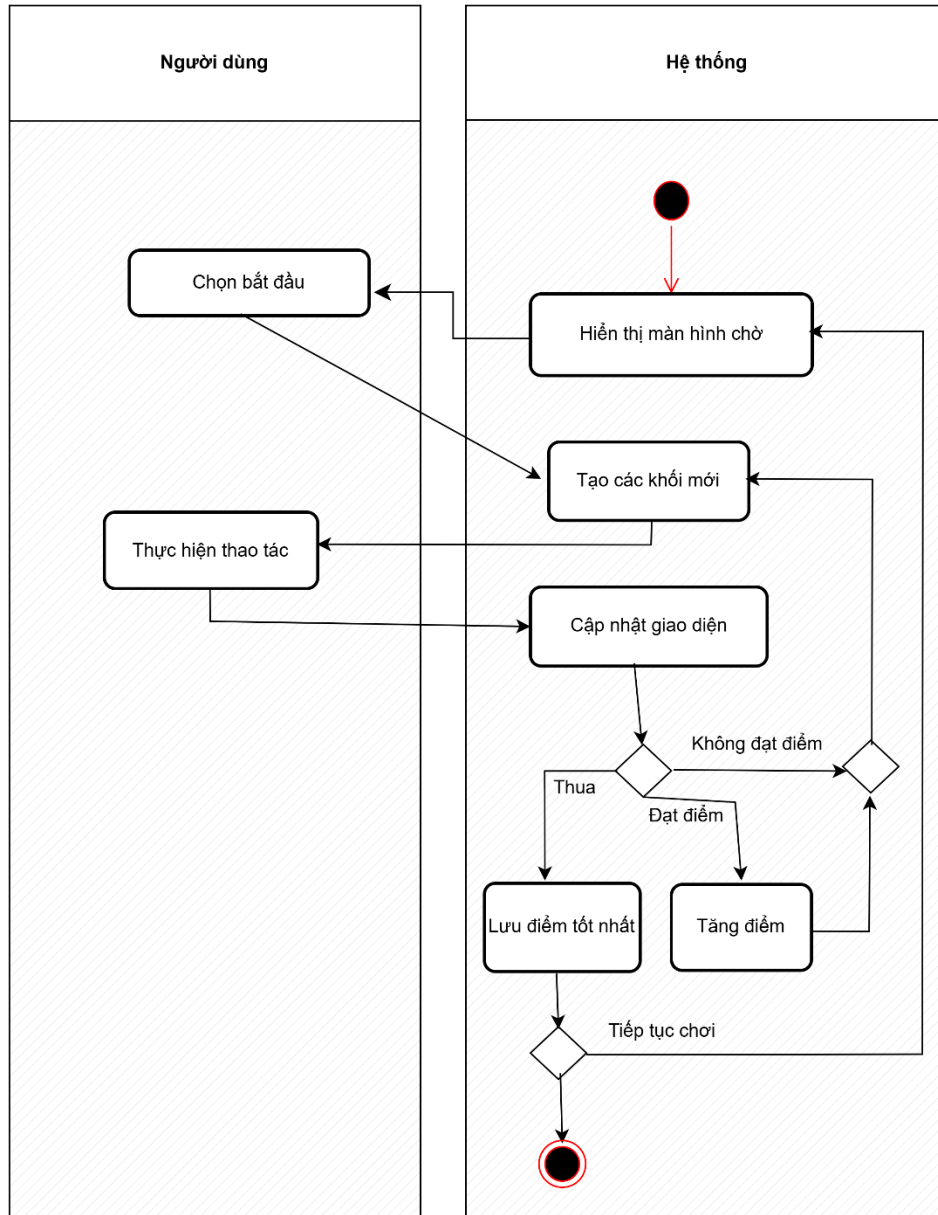 Người dùng
Hệ thống
Chọn bắt đầu
Hiển thị màn hình chờ
Tạo các khối mới
Thực hiện thao tác
Cập nhật giao diện
Không đạt điểm
Thua
Đạt điểm
Lưu điểm tốt nhất
Tăng điểm
Tiếp tục chơi